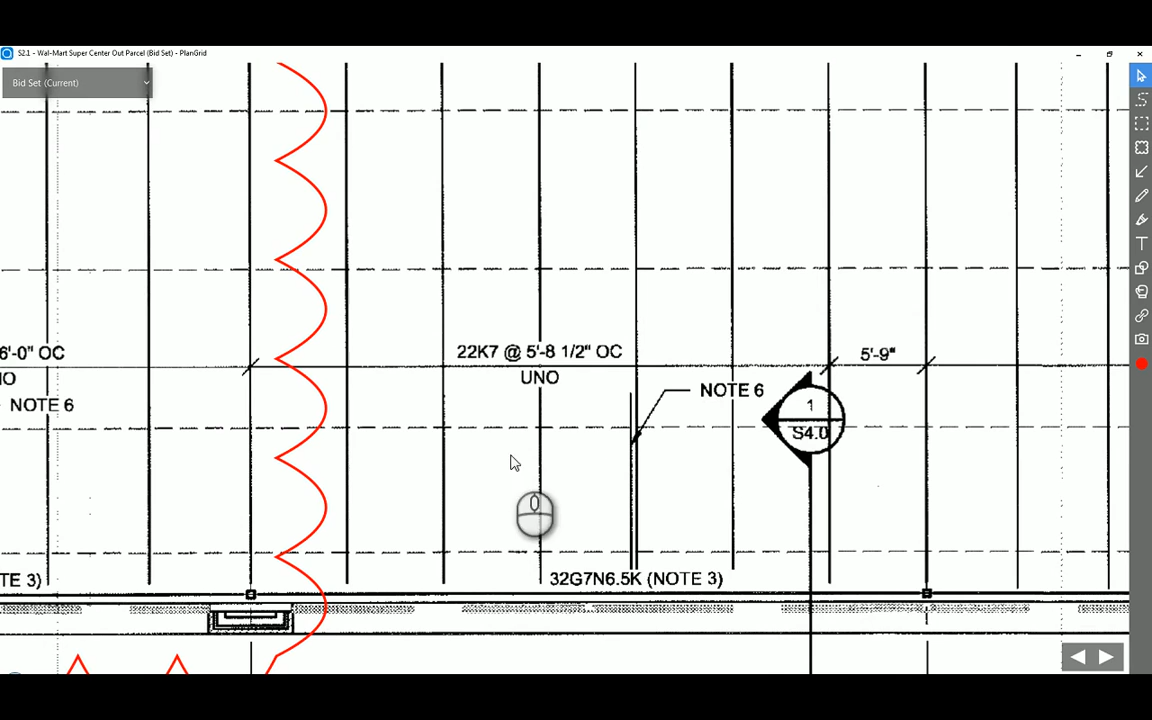 S2.1 - Wal-Mart Super Center Out Parcel (Bid Set) - PlanGrid
Bid Set (Current)
6'-0" OC
22K7 @ 5'-8 1/2" OC
5'-9"
UNO
NOTE 6
NOTE 6
1
S4.0
TE 3)
32G7N6.5K (NOTE 3)